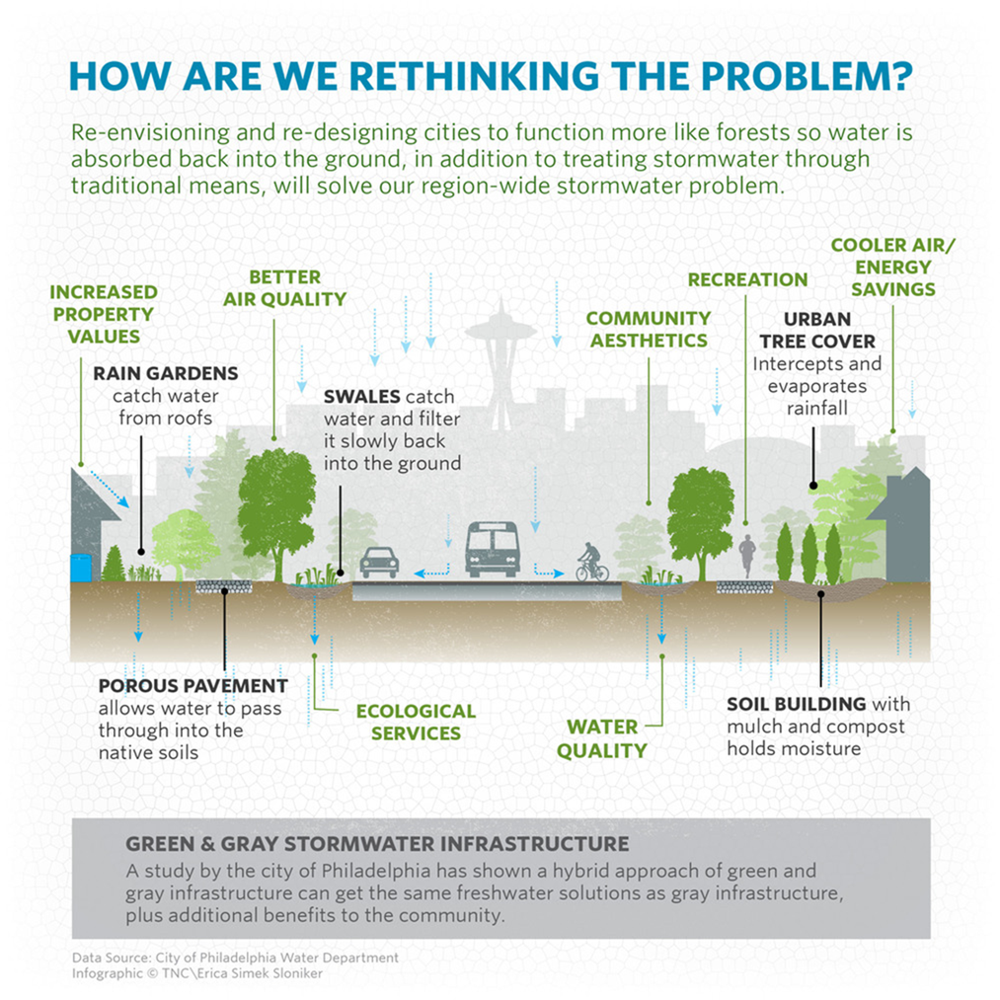 HOW ARE WE RETHINKING THE PROBLEM?
Re-envisioning and re-designing cities to function more like forests so water is
absorbed back into the ground, in addition to treating stormwater through
traditional means, will solve our region-wide stormwater problem.
INCREASED
PROPERTY
VALUES
BETTER
AIR QUALITY
COMMUNITY
AESTHETICS
RECREATION
COOLER AIR/
ENERGY
SAVINGS
RAIN GARDENS
catch water
from roofs
SWALES catch
water and filter
it slowly back
into the ground
URBAN
TREE COVER
Intercepts and
evaporates
rainfall
POROUS PAVEMENT
allows water to pass
through into the
native soils
ECOLOGICAL
SERVICES
WATER
QUALITY
SOIL BUILDING with
mulch and compost
holds moisture
GREEN & GRAY STORMWATER INFRASTRUCTURE
A study by the city of Philadelphia has shown a hybrid approach of green and
gray infrastructure can get the same freshwater solutions as gray infrastructure,
plus additional benefits to the community.
Data Source: City of Philadelphia Water Department
Infographic © TNC\Erica Simek Sloniker